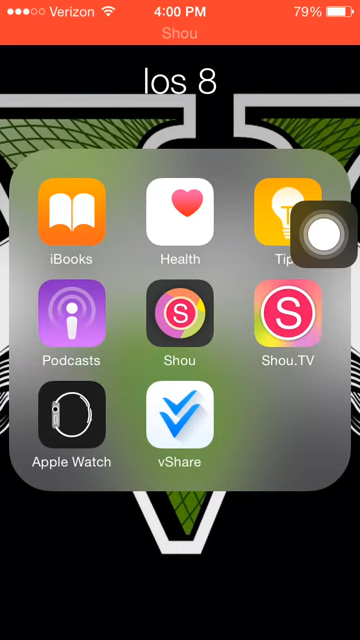 Verizon 4:00 PM 79%
Shou
Ios 8
iBooks Health Tip
Podcasts Shou Shou.TV
Apple Watch vShare